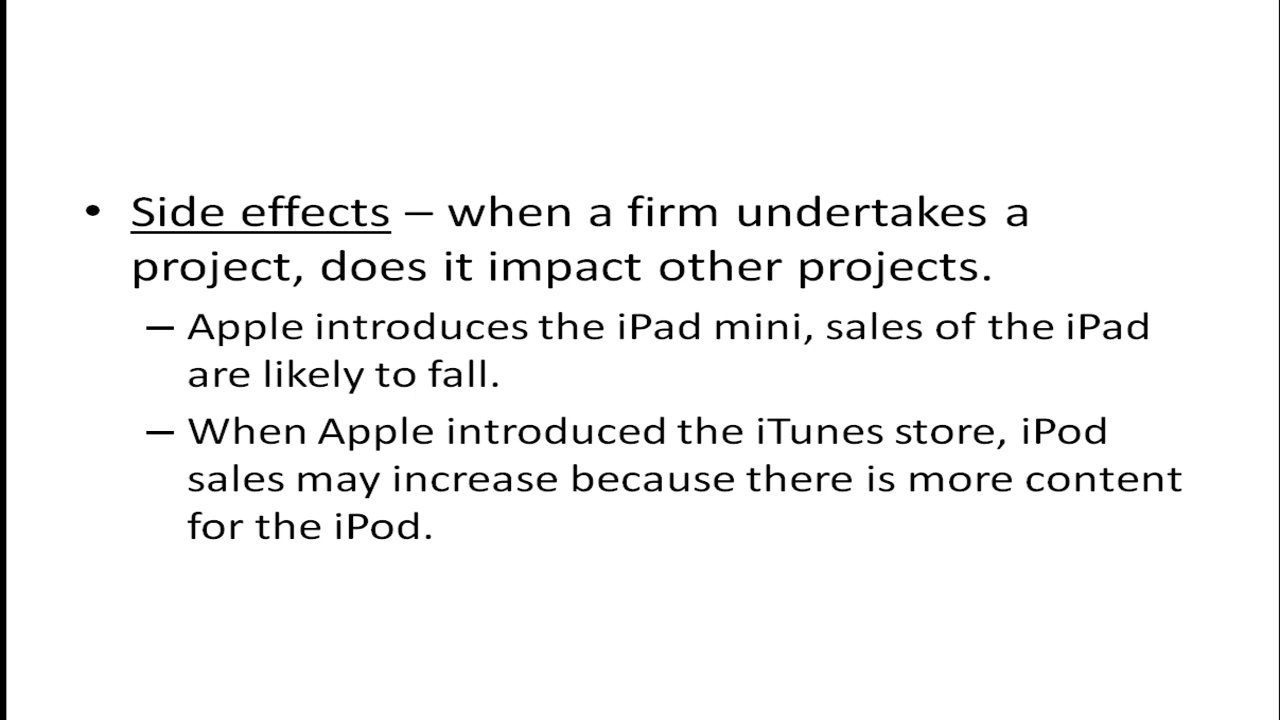 • Side effects – when a firm undertakes a
project, does it impact other projects.
– Apple introduces the iPad mini, sales of the iPad
are likely to fall.
– When Apple introduced the iTunes store, iPod
sales may increase because there is more content
for the iPod.